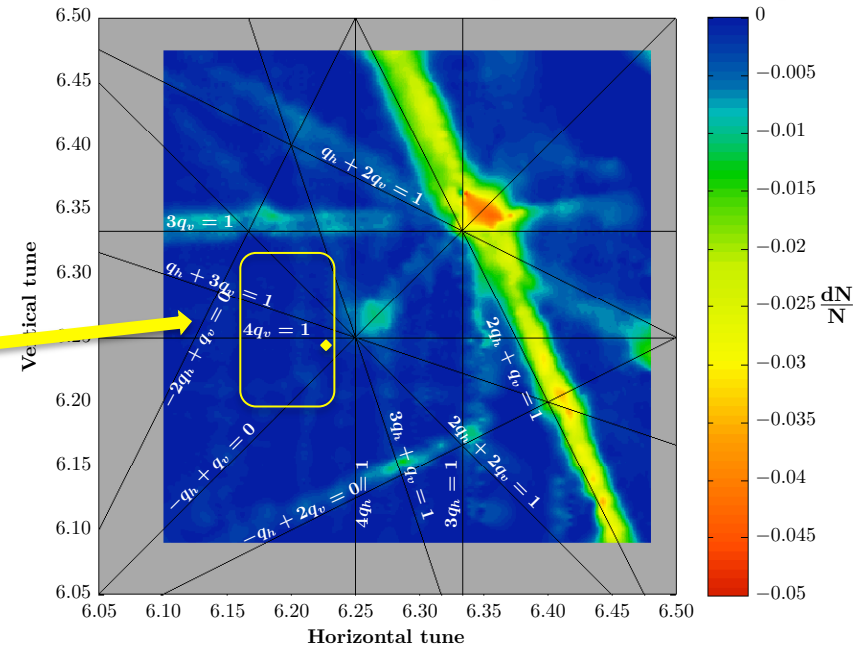 6.50
6.45
6.40
6.35
6.30
6.20
6.15
6.10
6.05
Vertical tune
6.05 6.10 6.15 6.20 6.25 6.30 6.35 6.40 6.45 6.50
Horizontal tune
q_h + 2q_v = 1
3q_v = 1
q_h + 3q_v = 1
4q_v = 1
−2q_h + q_v = 0
−q_h + q_v = 0
−q_h + 2q_v = 0
4q_h = 1
3q_h + q_v = 1
3q_h = 1
2q_h + 2q_v = 1
2q_h + q_v = 1
0
−0.005
−0.01
−0.015
−0.02
−0.025
−0.03
−0.035
−0.04
−0.045
−0.05
dN
N